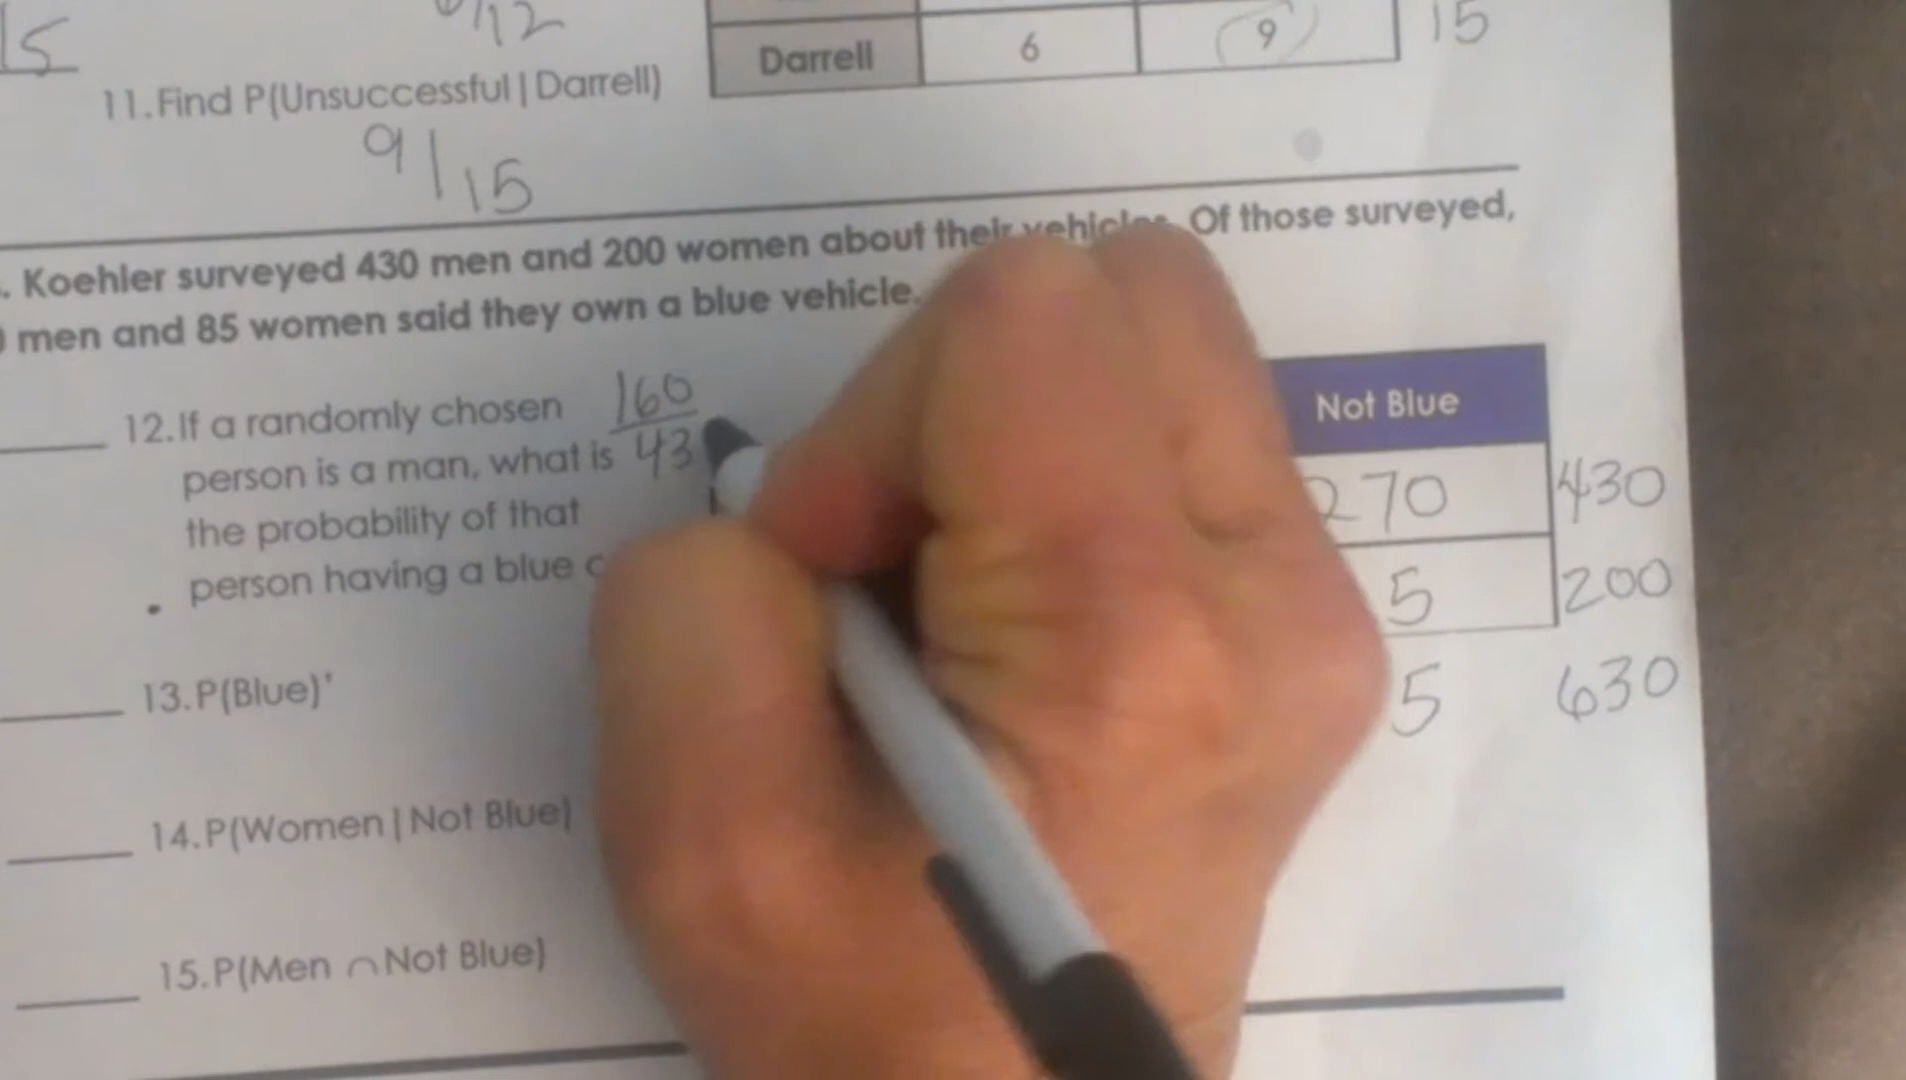 15
/12
Darrell 6 9 15
11. Find P(Unsuccessful | Darrell)
9/15
. Koehler surveyed 430 men and 200 women about their vehicles. Of those surveyed,
men and 85 women said they own a blue vehicle.
12. If a randomly chosen
person is a man, what is
the probability of that
person having a blue
160
43
Not Blue
270 430
5 200
5 630
13. P(Blue)'
14. P(Women | Not Blue)
15. P(Men ∩ Not Blue)